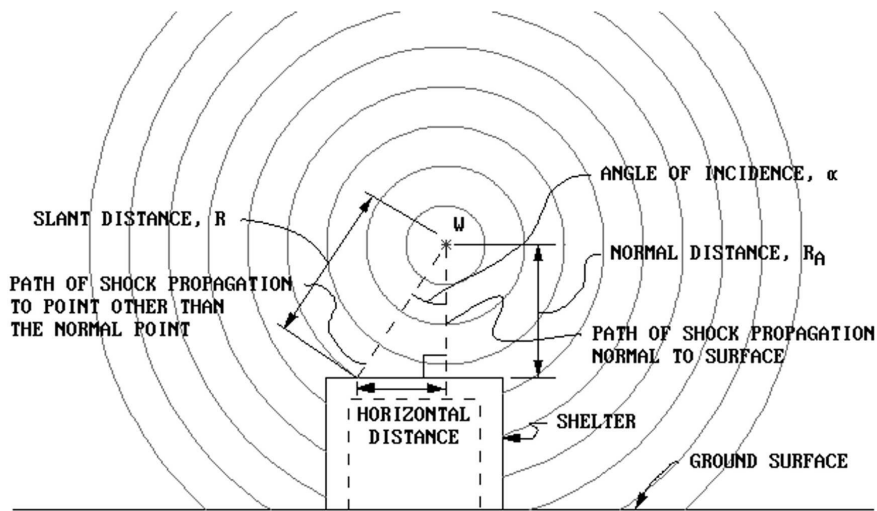 ANGLE OF INCIDENCE, α
SLANT DISTANCE, R
W
NORMAL DISTANCE, RA
PATH OF SHOCK PROPAGATION
TO POINT OTHER THAN
THE NORMAL POINT
PATH OF SHOCK PROPAGATION
NORMAL TO SURFACE
HORIZONTAL
DISTANCE
SHELTER
GROUND SURFACE